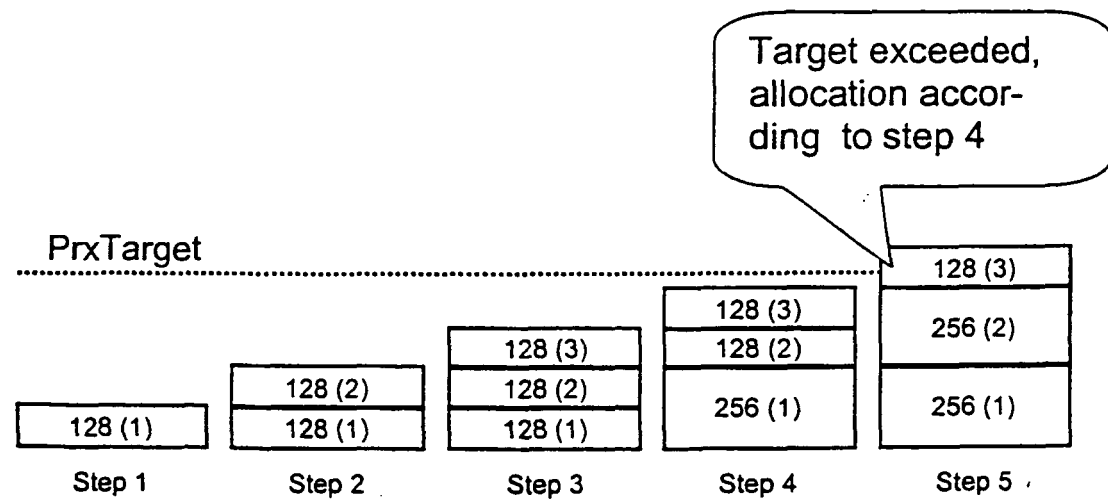 Target exceeded,
allocation accor-
ding to step 4
PrxTarget
128 (1)
Step 1
128 (2)
128 (1)
Step 2
128 (3)
128 (2)
128 (1)
Step 3
128 (3)
128 (2)
256 (1)
Step 4
128 (3)
256 (2)
256 (1)
Step 5